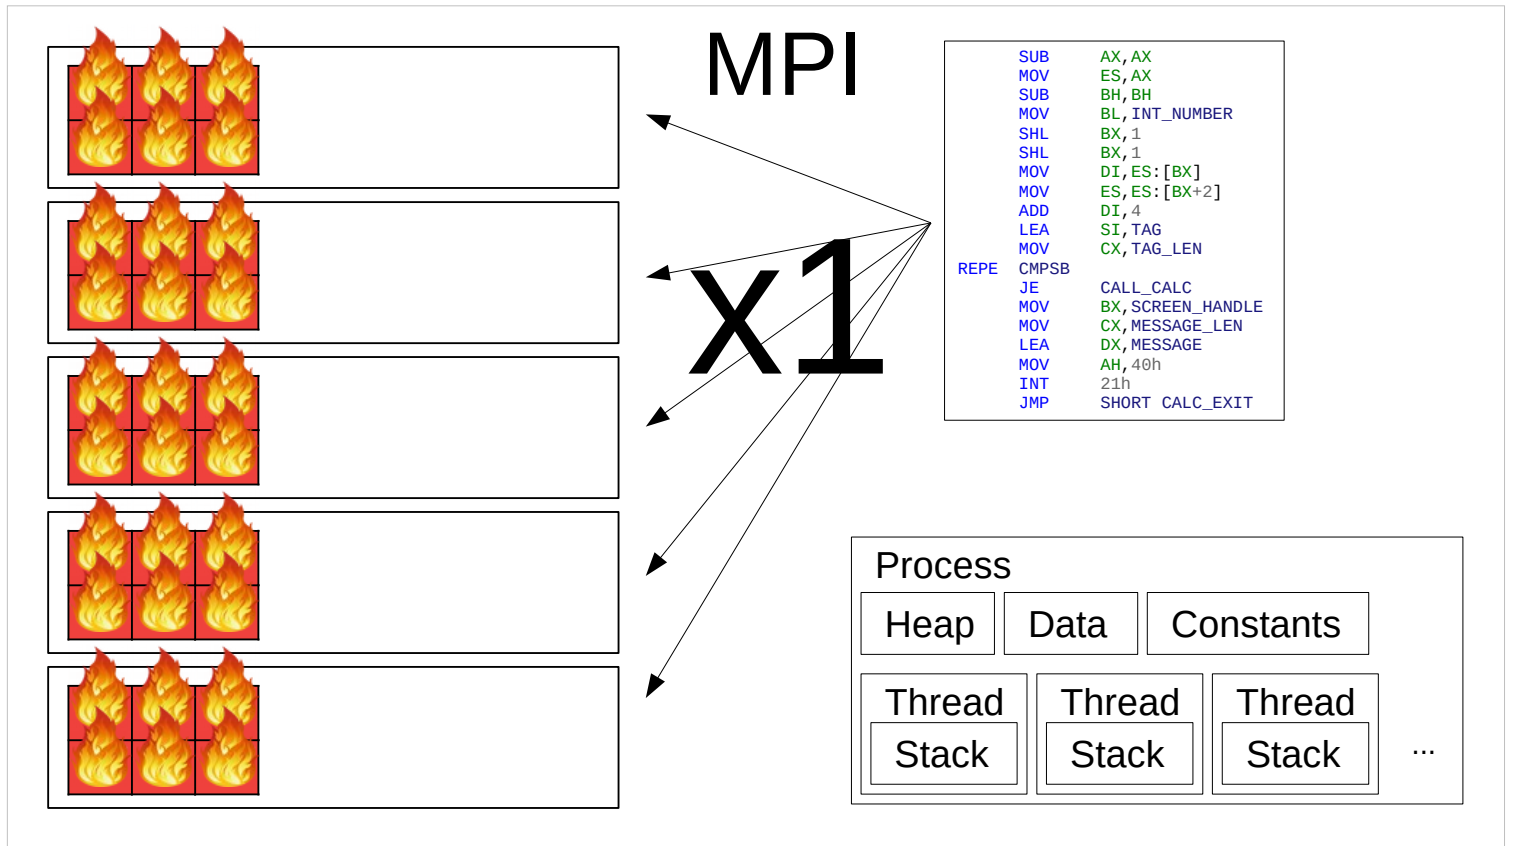 MPI
x1
SUB AX,AX
MOV ES,AX
SUB BH,BH
MOV BL,INT_NUMBER
SHL BX,1
SHL BX,1
MOV DI,ES:[BX]
MOV ES,ES:[BX+2]
ADD DI,4
LEA SI,TAG
MOV CX,TAG_LEN
REPE CMPSB
JE CALL_CALC
MOV BX,SCREEN_HANDLE
MOV CX,MESSAGE_LEN
LEA DX,MESSAGE
MOV AH,40h
INT 21h
JMP SHORT CALC_EXIT
Process
Heap Data Constants
Thread Thread Thread
Stack Stack Stack ...